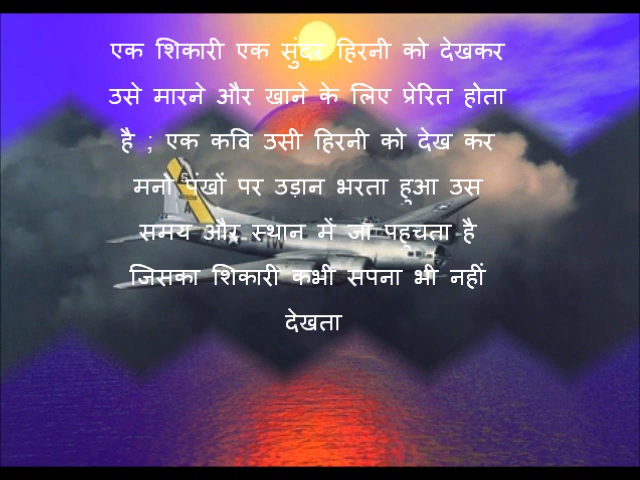 एक शिकारी एक सुंदर हिरनी को देखकर
उसे मारने और खाने के लिए प्रेरित होता
है ; एक कवि उसी हिरनी को देख कर
मनो पंखों पर उड़ान भरता हूआ उस
समय और स्थान में जा पहूचता है
जिसका शिकारी कभी सपना भी नहीं
देखता